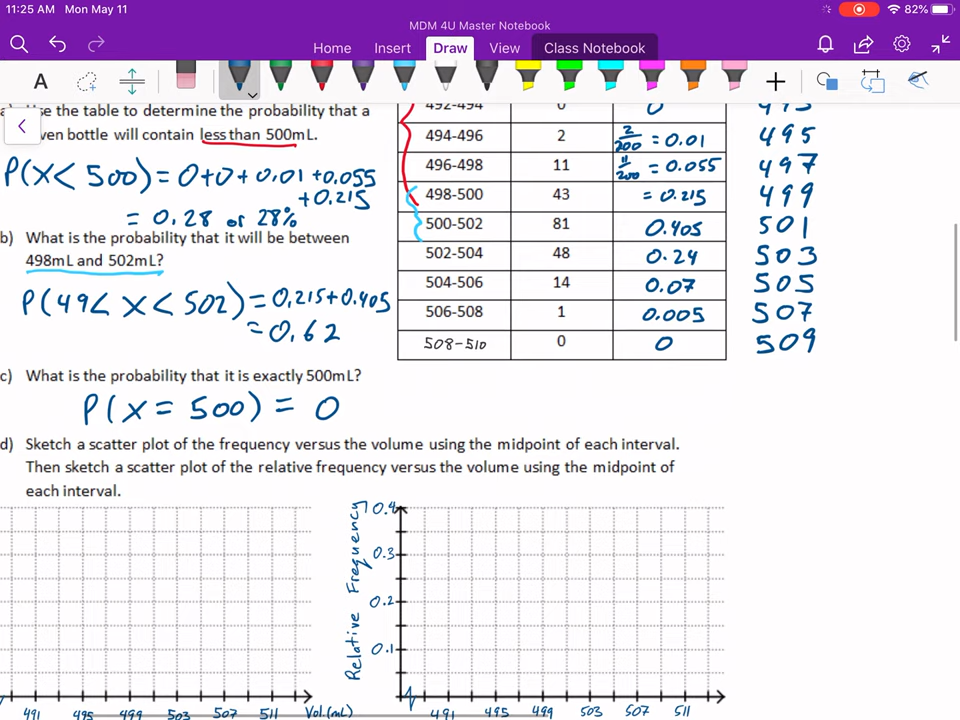 11:25 AM Mon May 11
82%
MDM 4U Master Notebook
Home Insert Draw View Class Notebook
A
Use the table to determine the probability that a
bottle will contain less than 500mL.
P(X< 500) = 0+0+0.01+0.055
+0.215
= 0.28 or 28%
b) What is the probability that it will be between
498mL and 502mL?
P(49< X < 502) = 0.215+0.405
= 0.62
492-494 0 0
494-496 2 2/200 = 0.01 495
496-498 11 11/200 = 0.055 497
498-500 43 = 0.215 499
500-502 81 0.405 501
502-504 48 0.24 503
504-506 14 0.07 505
506-508 1 0.005 507
508-510 0 0 509
c) What is the probability that it is exactly 500mL?
P(X = 500) = 0
d) Sketch a scatter plot of the frequency versus the volume using the midpoint of each interval.
Then sketch a scatter plot of the relative frequency versus the volume using the midpoint of
each interval.
491 495 499 503 507 511 Vol.(mL)
Relative Frequency
0.4
0.3
0.2
0.1
491 495 499 503 507 511